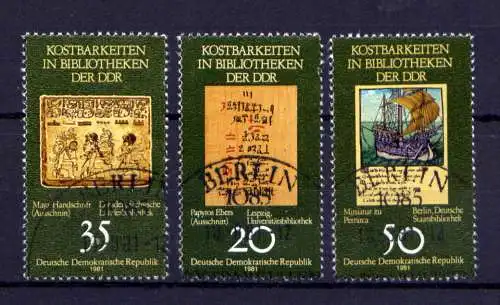 KOSTBARKEITEN
IN BIBLIOTHEKEN
DER DDR
Maya-Handschrift
(Ausschnitt)
35
Deutsche Demokratische Republik
1981
KOSTBARKEITEN
IN BIBLIOTHEKEN
DER DDR
Papyros Ebers
(Ausschnitt)
Leipzig,
Universitätsbibliothek
20
BERLIN
1085
Deutsche Demokratische Republik
1981
KOSTBARKEITEN
IN BIBLIOTHEKEN
DER DDR
Miniatur zu
Petrarca
Berlin, Deutsche
Staatsbibliothek
50
BERLIN
1085
Deutsche Demokratische Republik
1981